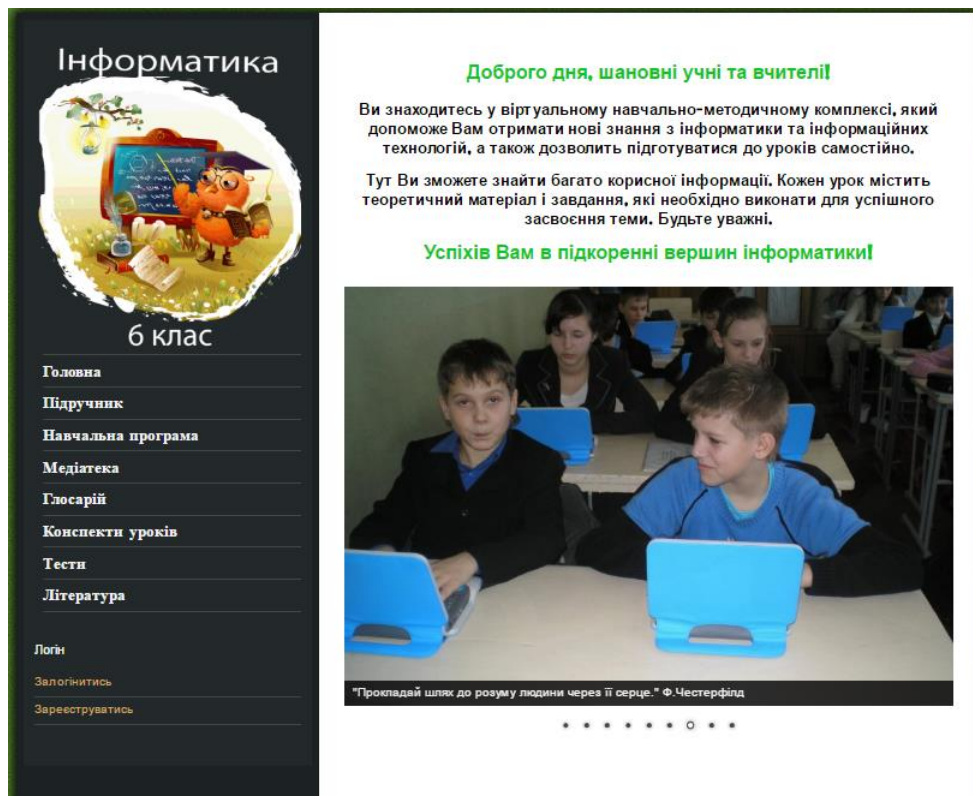 Інформатика
6 клас
Головна
Підручник
Навчальна програма
Медіатека
Глосарій
Конспекти уроків
Тести
Література
Логін
Залогінитись
Зареєструватись
Доброго дня, шановні учні та вчителі!
Ви знаходитесь у віртуальному навчально-методичному комплексі, який
допоможе Вам отримати нові знання з інформатики та інформаційних
технологій, а також дозволить підготуватися до уроків самостійно.
Тут Ви зможете знайти багато корисної інформації. Кожен урок містить
теоретичний матеріал і завдання, які необхідно виконати для успішного
засвоєння теми. Будьте уважні.
Успіхів Вам в підкоренні вершин інформатики!
"Прокладай шлях до розуму людини через її серце." Ф.Честерфілд